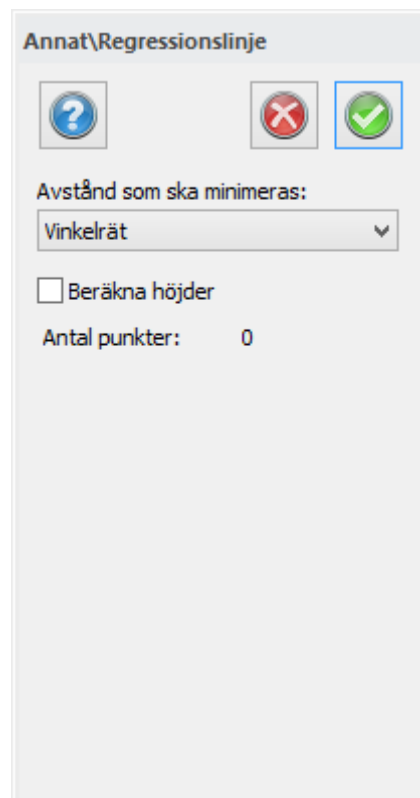 Annat\Regressionslinje
?
Avstånd som ska minimeras:
Vinkelrät
Beräkna höjder
Antal punkter: 0